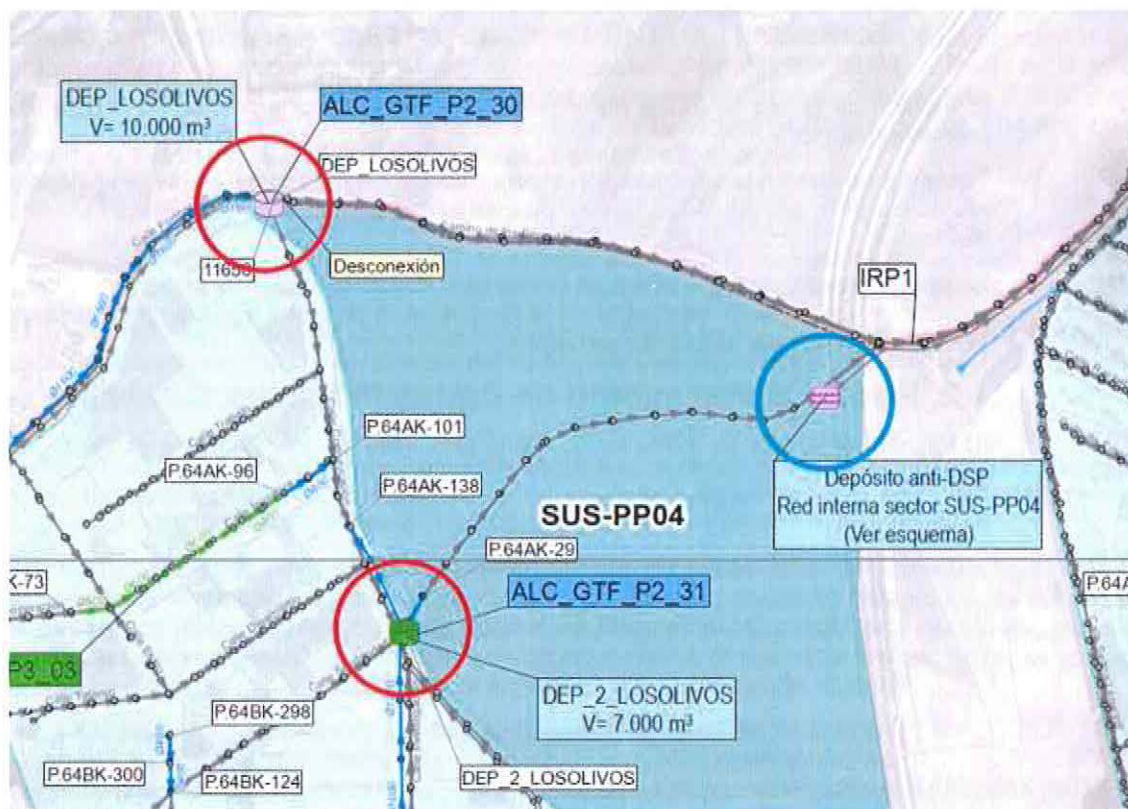 DEP_LOSOLIVOS
V= 10.000 m³
ALC_GTF_P2_30
DEP_LOSOLIVOS
11656
Desconexión
IRP1
P.64AK-101
P.64AK-96
P.64AK-138
Depósito anti-DSP
Red interna sector SUS-PP04
(Ver esquema)
SUS-PP04
P.64AK-29
K-73
ALC_GTF_P2_31
P.64A
P3_03
DEP_2_LOSOLIVOS
V= 7.000 m³
P.64BK-298
P.64BK-300
P.64BK-124
DEP_2_LOSOLIVOS